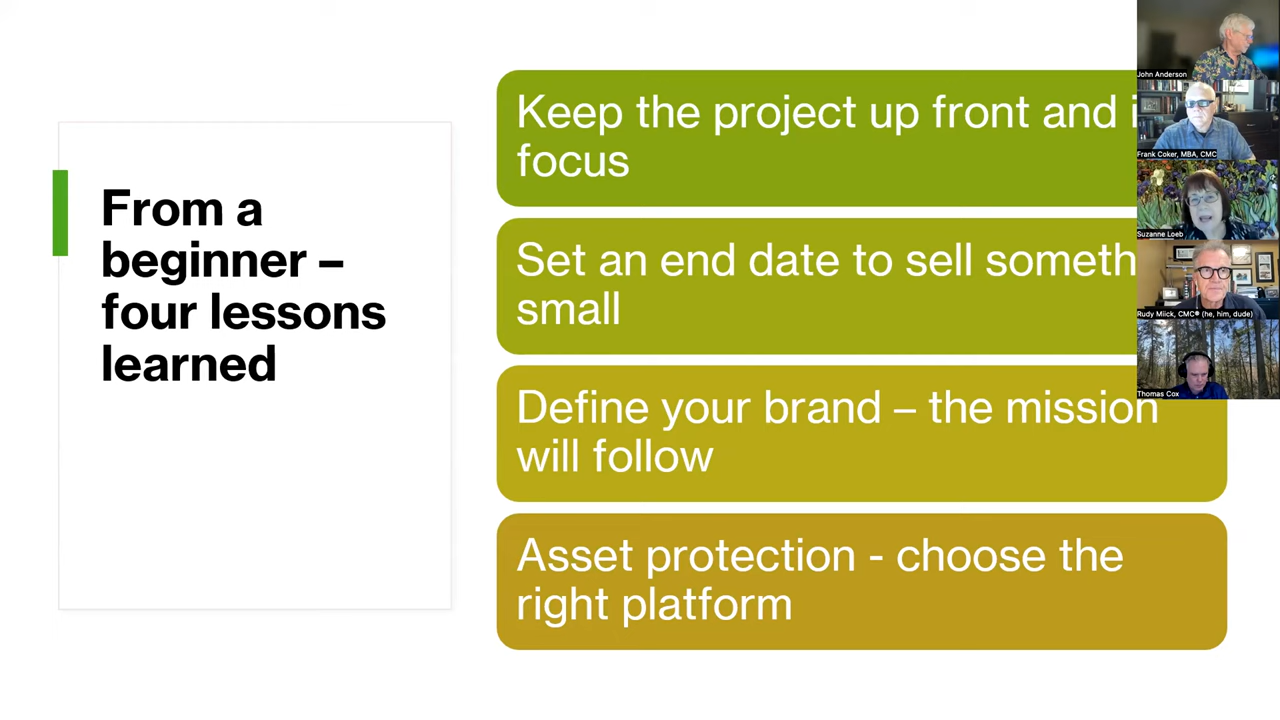 From a
beginner –
four lessons
learned
Keep the project up front and
focus
Set an end date to sell someth
small
Define your brand – the mission
will follow
Asset protection - choose the
right platform
John Anderson
Frank Coker, MBA, CMC
Suzanne Loeb
Rudy Miick, CMC® (he, him, dude)
Thomas Cox